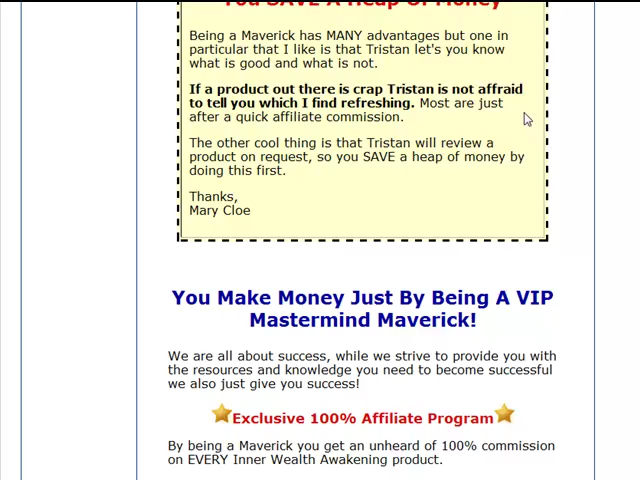 You SAVE A Heap Of Money
Being a Maverick has MANY advantages but one in
particular that I like is that Tristan let's you know
what is good and what is not.
If a product out there is crap Tristan is not affraid
to tell you which I find refreshing. Most are just
after a quick affiliate commission.
The other cool thing is that Tristan will review a
product on request, so you SAVE a heap of money by
doing this first.
Thanks,
Mary Cloe
You Make Money Just By Being A VIP
Mastermind Maverick!
We are all about success, while we strive to provide you with
the resources and knowledge you need to become successful
we also just give you success!
Exclusive 100% Affiliate Program
By being a Maverick you get an unheard of 100% commission
on EVERY Inner Wealth Awakening product.